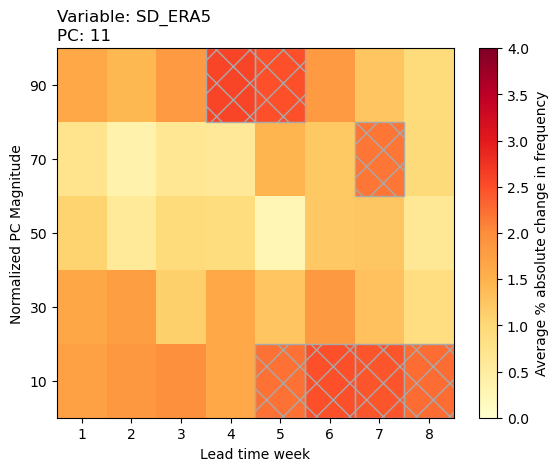 Variable: SD_ERA5
PC: 11
90
70
50
30
10
Normalized PC Magnitude
1 2 3 4 5 6 7 8
Lead time week
4.0
3.5
3.0
2.5
2.0
1.5
1.0
0.5
0.0
Average % absolute change in frequency